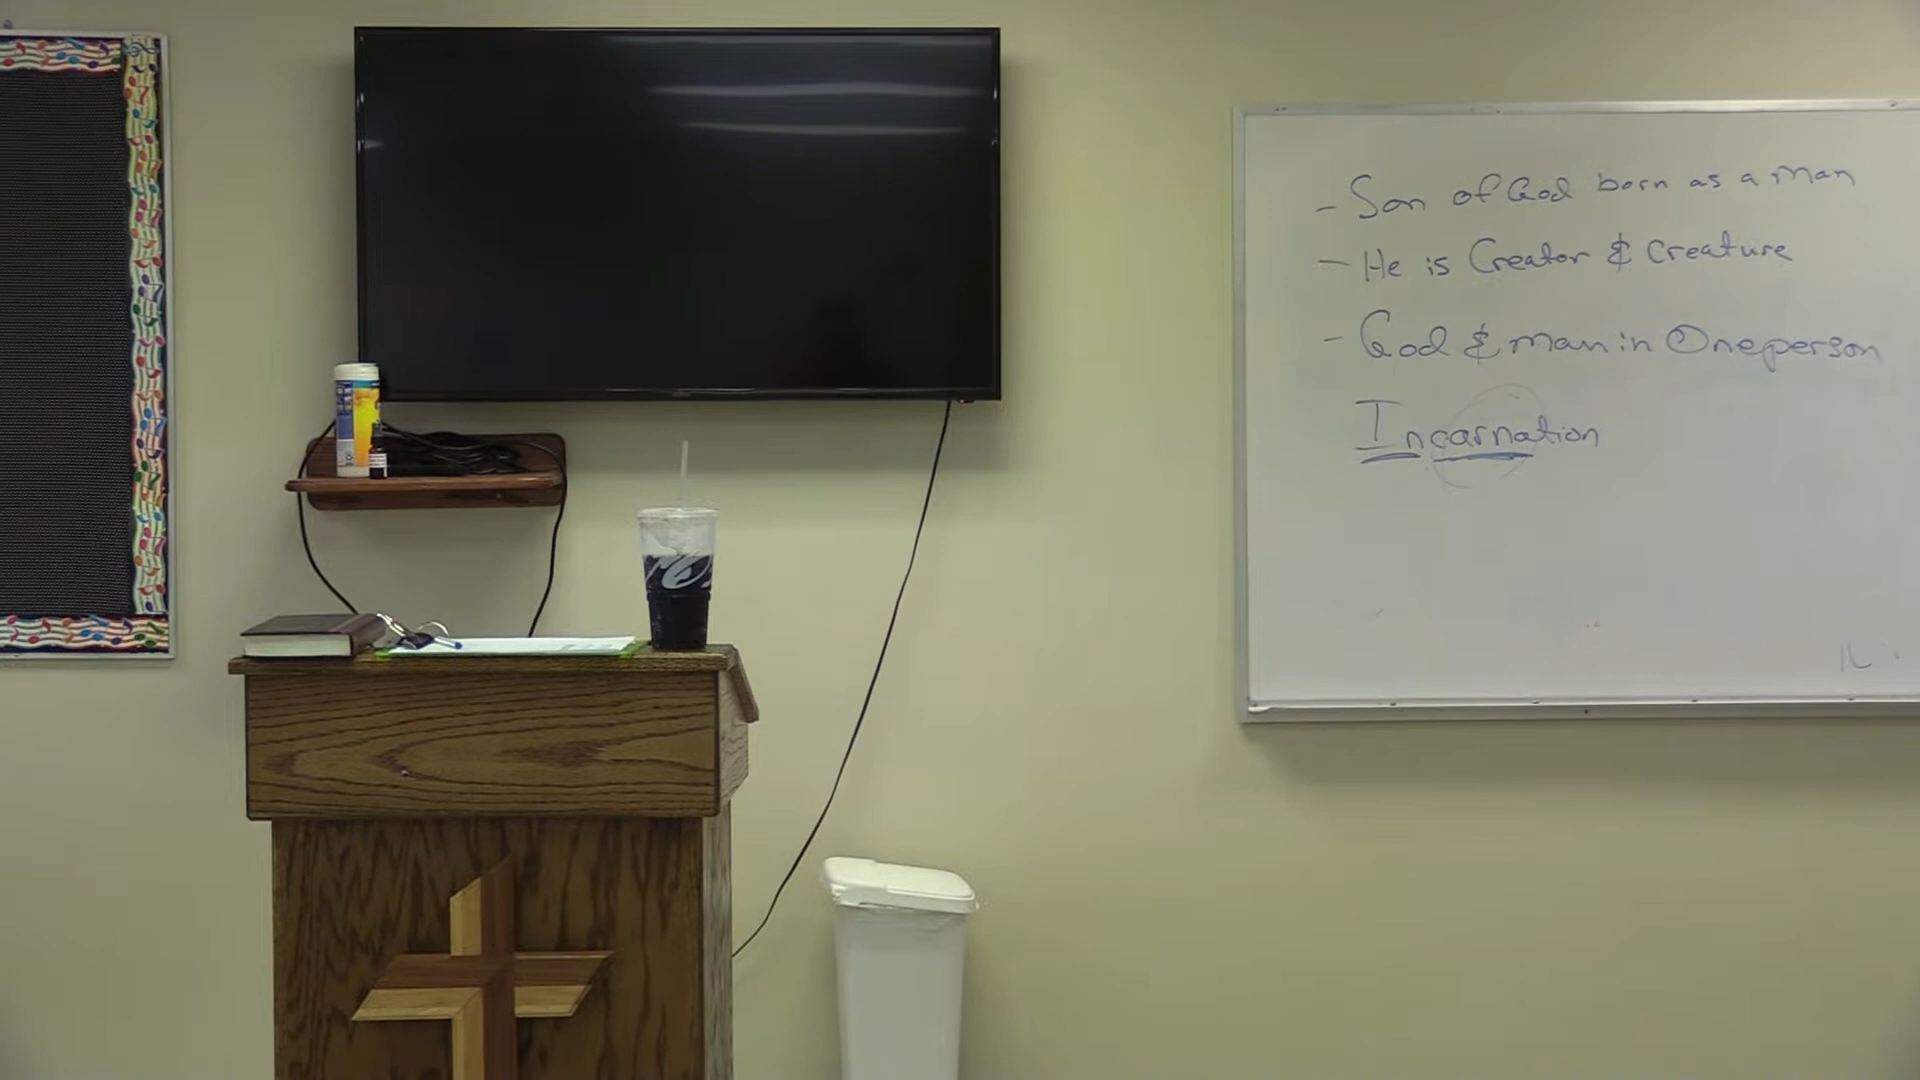 - Son of God born as a man
- He is Creator & Creature
- God & man in One person
Incarnation